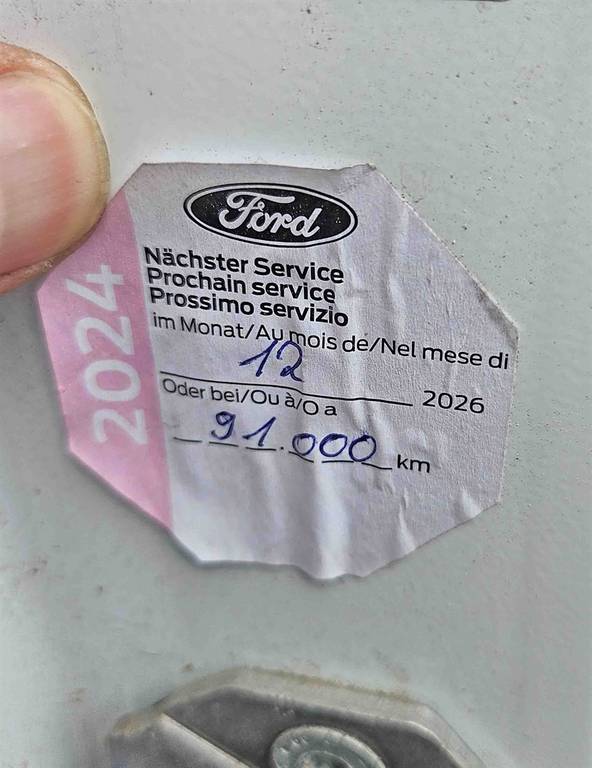 2024
Ford
Nächster Service
Prochain service
Prossimo servizio
im Monat/Au mois de/Nel mese di
12 2026
Oder bei/Ou à/O a
91.000 km